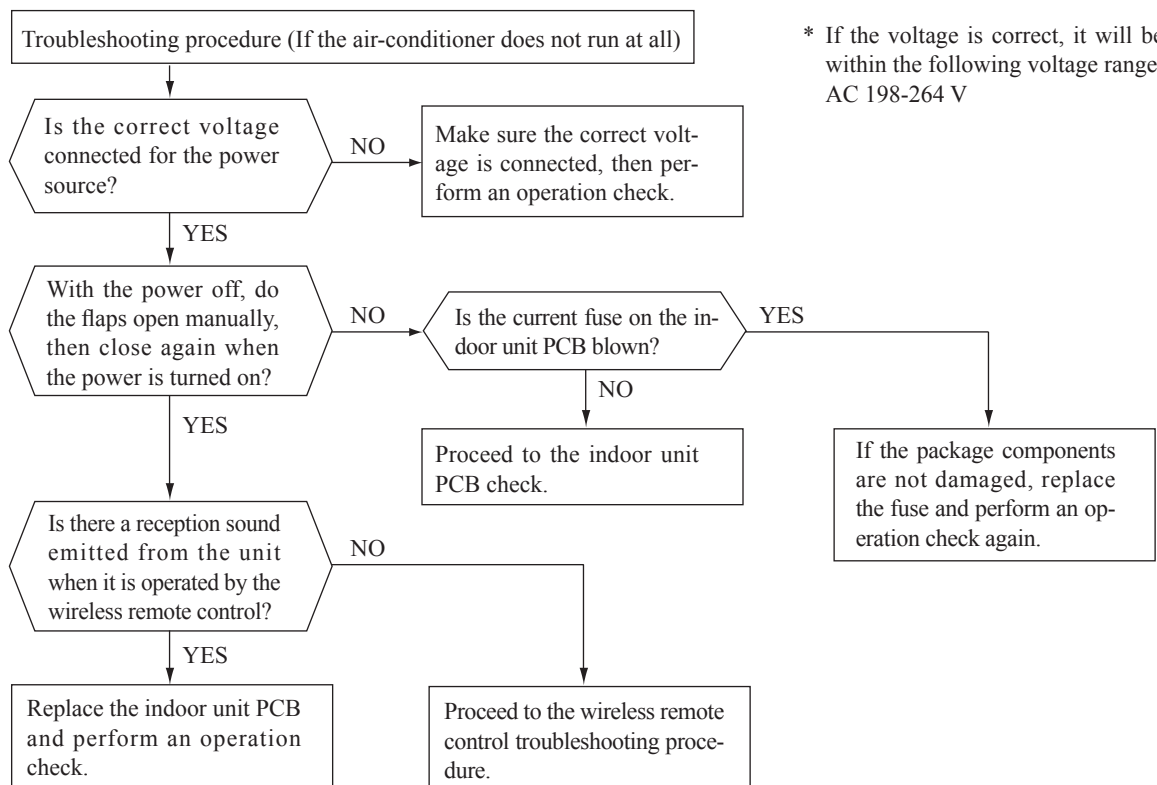 Troubleshooting procedure (If the air-conditioner does not run at all)
* If the voltage is correct, it will be
within the following voltage range
AC 198-264 V
Is the correct voltage
connected for the power
source?
NO
Make sure the correct volt-
age is connected, then per-
form an operation check.
YES
With the power off, do
the flaps open manually,
then close again when
the power is turned on?
NO
Is the current fuse on the in-
door unit PCB blown?
YES
NO
YES
Proceed to the indoor unit
PCB check.
If the package components
are not damaged, replace
the fuse and perform an op-
eration check again.
Is there a reception sound
emitted from the unit
when it is operated by the
wireless remote control?
NO
YES
Replace the indoor unit PCB
and perform an operation
check.
Proceed to the wireless remote
control troubleshooting proce-
dure.